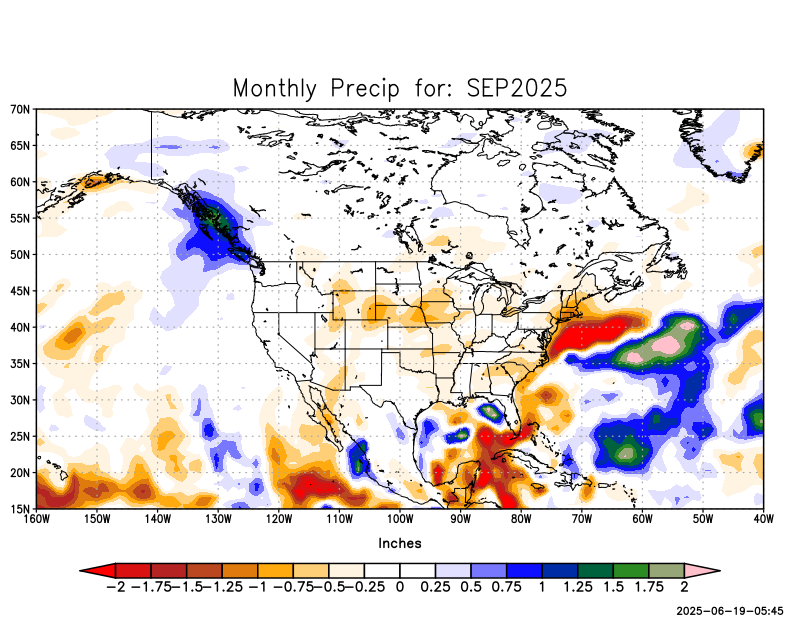 Monthly Precip for: SEP2025
70N
65N
60N
55N
50N
45N
40N
35N
30N
25N
20N
15N
160W 150W 140W 130W 120W 110W 100W 90W 80W 70W 60W 50W 40W
Inches
-2 -1.75 -1.5 -1.25 -1 -0.75 -0.5 -0.25 0 0.25 0.5 0.75 1 1.25 1.5 1.75 2
2025-06-19-05:45